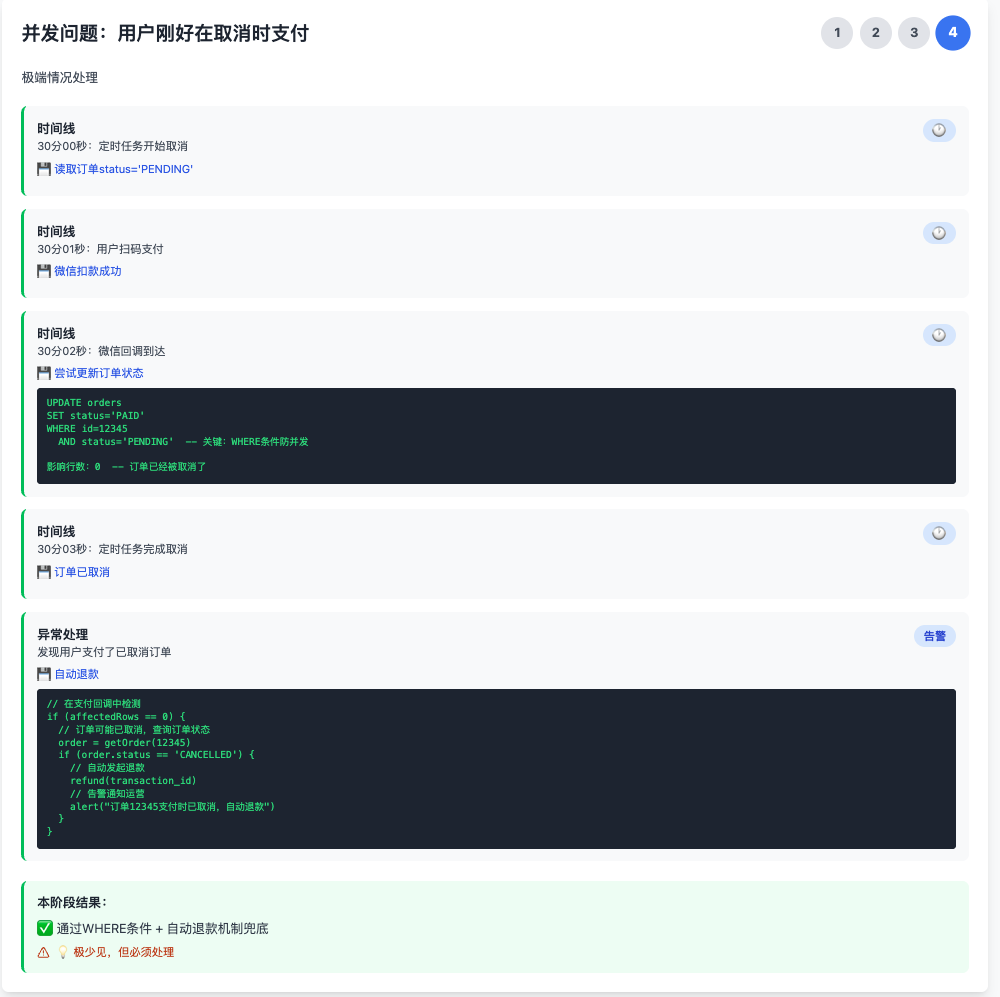 并发问题：用户刚好在取消时支付
1 2 3 4
极端情况处理
时间线
30分00秒：定时任务开始取消
💾 读取订单status='PENDING'
时间线
30分01秒：用户扫码支付
💾 微信扣款成功
时间线
30分02秒：微信回调到达
💾 尝试更新订单状态
UPDATE orders
SET status='PAID'
WHERE id=12345
  AND status='PENDING'  -- 关键：WHERE条件防并发
影响行数：0  -- 订单已经被取消了
时间线
30分03秒：定时任务完成取消
💾 订单已取消
异常处理
告警
发现用户支付了已取消订单
💾 自动退款
// 在支付回调中检测
if (affectedRows == 0) {
  // 订单可能已取消，查询订单状态
  order = getOrder(12345)
  if (order.status == 'CANCELLED') {
    // 自动发起退款
    refund(transaction_id)
    // 告警通知运营
    alert("订单12345支付时已取消，自动退款")
  }
}
本阶段结果：
✅ 通过WHERE条件 + 自动退款机制兜底
⚠ 💡 极少见，但必须处理